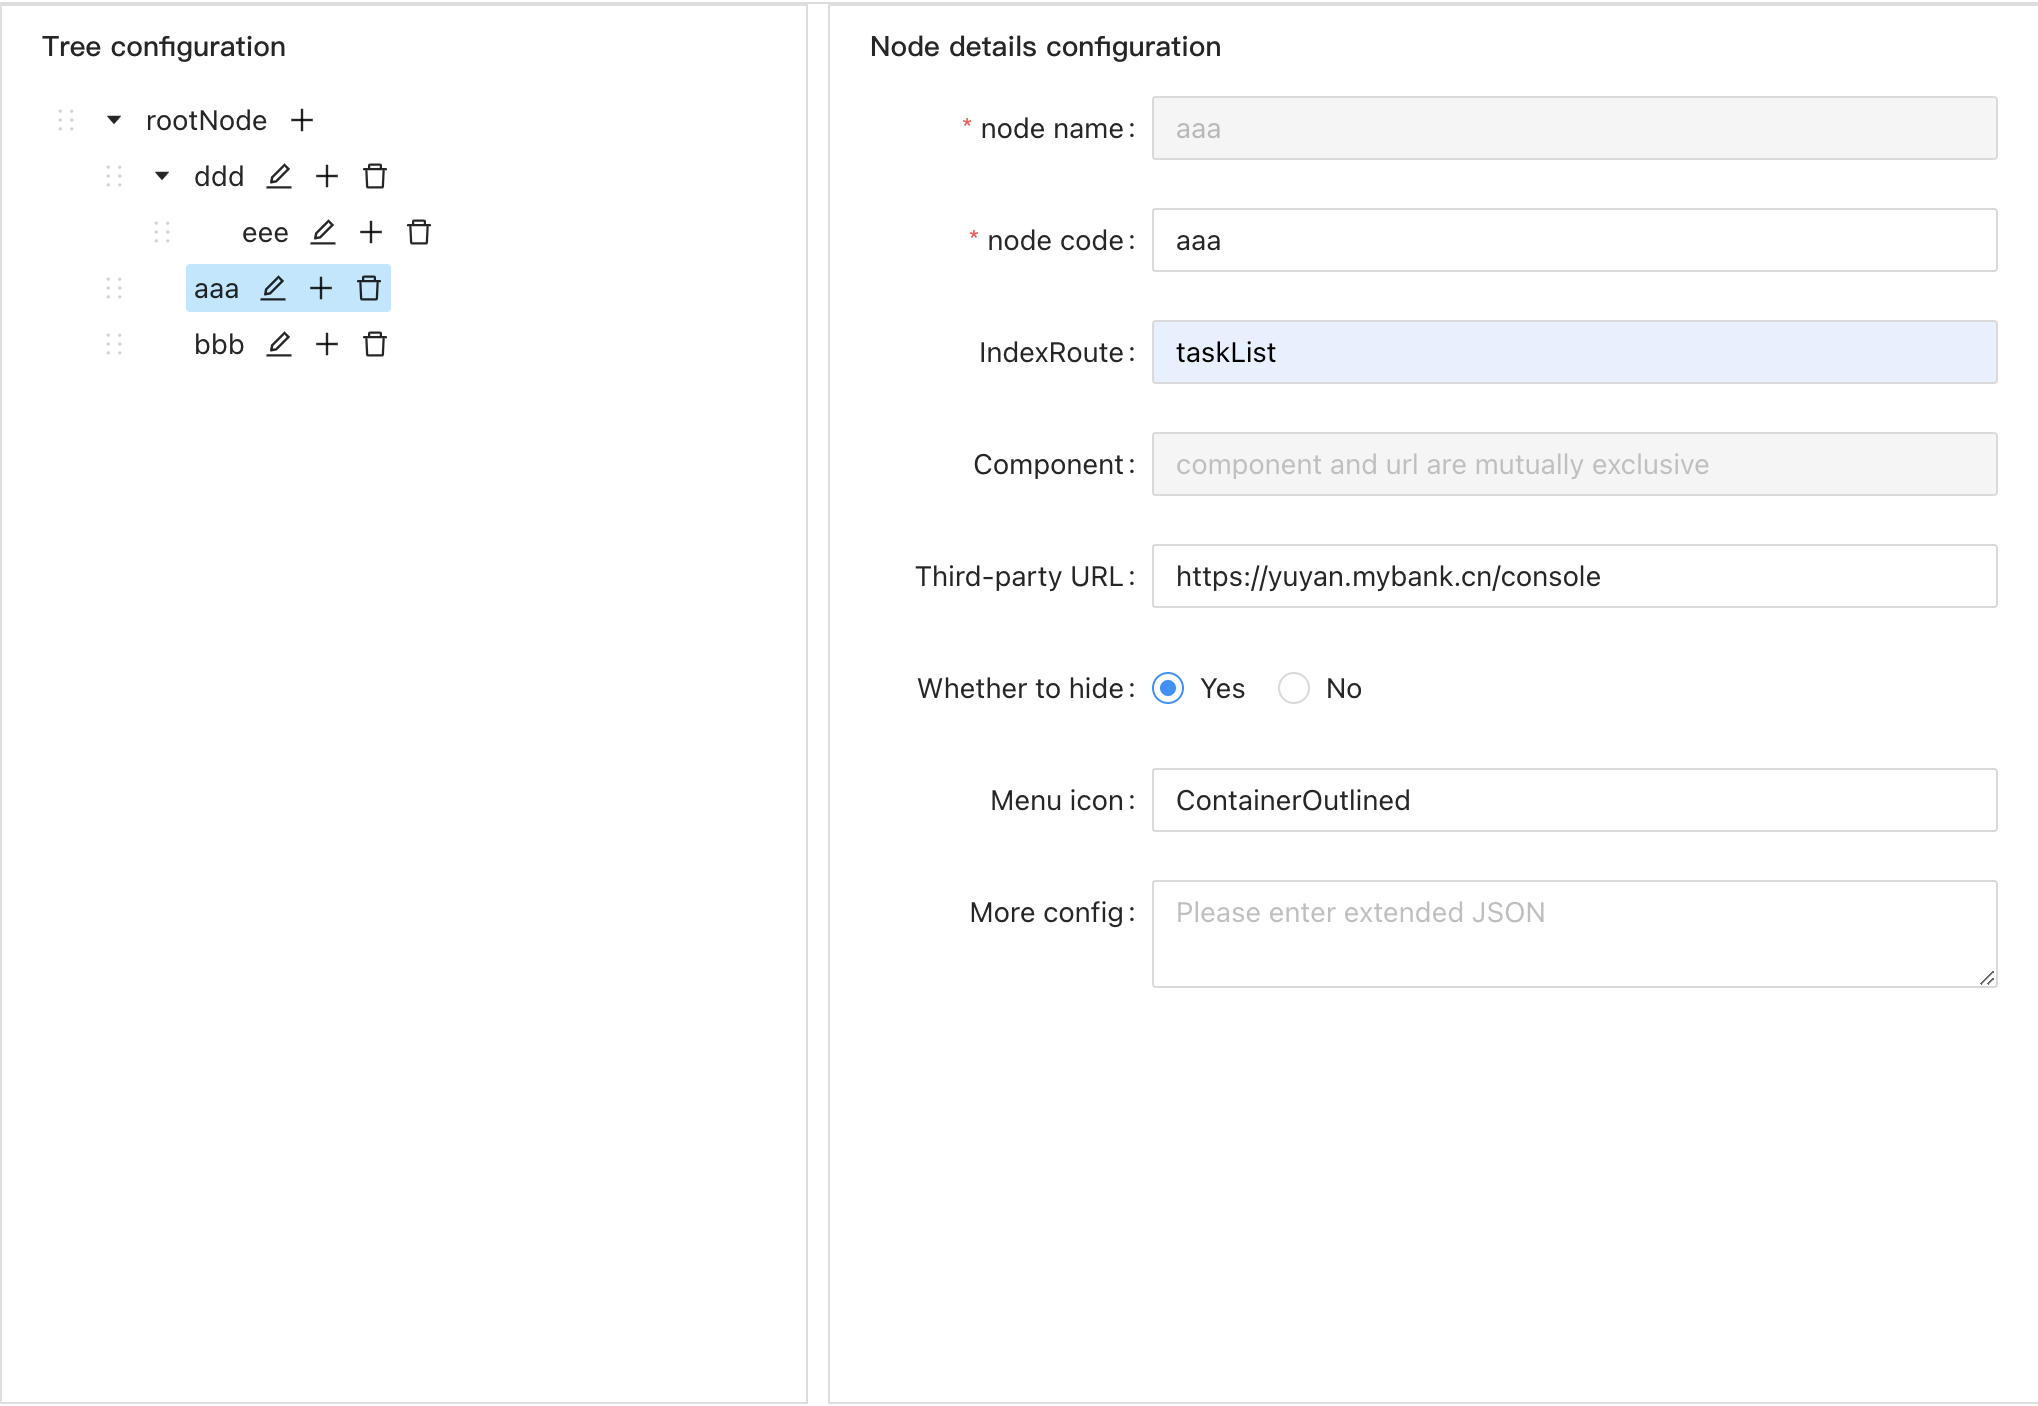 Tree configuration
rootNode
ddd
eee
aaa
bbb
Node details configuration
* node name: aaa
* node code: aaa
IndexRoute: taskList
Component: component and url are mutually exclusive
Third-party URL: https://yuyan.mybank.cn/console
Whether to hide: Yes No
Menu icon: ContainerOutlined
More config: Please enter extended JSON